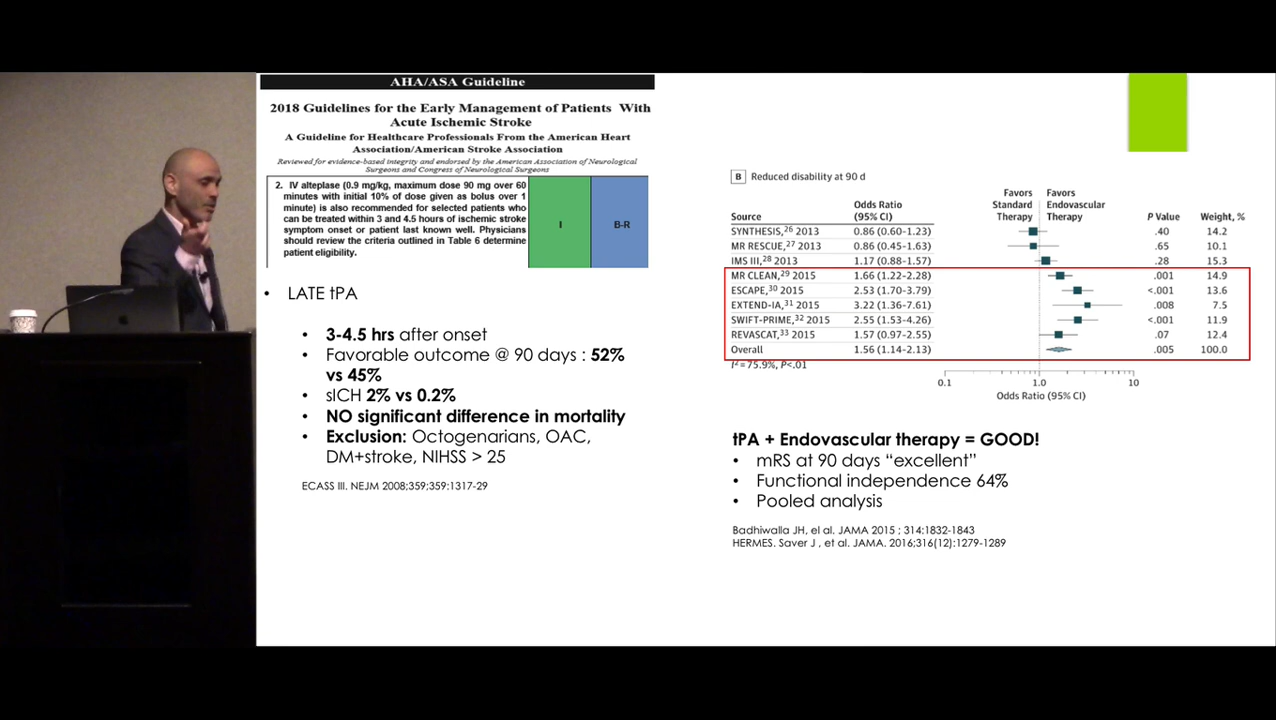 AHA/ASA Guideline
2018 Guidelines for the Early Management of Patients With
Acute Ischemic Stroke
A Guideline for Healthcare Professionals From the American Heart
Association/American Stroke Association
Reviewed for evidence-based integrity and endorsed by the American Association of Neurological
Surgeons and Congress of Neurological Surgeons
2. IV alteplase (0.9 mg/kg, maximum dose 90 mg over 60
minutes with initial 10% of dose given as bolus over 1
minute) is also recommended for selected patients who
can be treated within 3 and 4.5 hours of ischemic stroke
symptom onset or patient last known well. Physicians
should review the criteria outlined in Table 6 determine
patient eligibility.
I
B-R
• LATE tPA
• 3-4.5 hrs after onset
• Favorable outcome @ 90 days : 52%
vs 45%
• sICH 2% vs 0.2%
• NO significant difference in mortality
• Exclusion: Octogenarians, OAC,
DM+stroke, NIHSS > 25
ECASS III. NEJM 2008;359;359:1317-29
B Reduced disability at 90 d
Favors Favors
Odds Ratio Standard Endovascular
Source (95% CI) Therapy Therapy P Value Weight, %
SYNTHESIS,26 2013 0.86 (0.60-1.23) .40 14.2
MR RESCUE,27 2013 0.86 (0.45-1.63) .65 10.1
IMS III,28 2013 1.17 (0.88-1.57) .28 15.3
MR CLEAN,29 2015 1.66 (1.22-2.28) .001 14.9
ESCAPE,30 2015 2.53 (1.70-3.79) <.001 13.6
EXTEND-IA,31 2015 3.22 (1.36-7.61) .008 7.5
SWIFT-PRIME,32 2015 2.55 (1.53-4.26) <.001 11.9
REVASCAT,33 2015 1.57 (0.97-2.55) .07 12.4
Overall 1.56 (1.14-2.13) .005 100.0
I2=75.9%, P<.01
0.1 1.0 10
Odds Ratio (95% CI)
tPA + Endovascular therapy = GOOD!
• mRS at 90 days “excellent”
• Functional independence 64%
• Pooled analysis
Badhiwalla JH, el al. JAMA 2015 ; 314:1832-1843
HERMES. Saver J , et al. JAMA. 2016;316(12):1279-1289